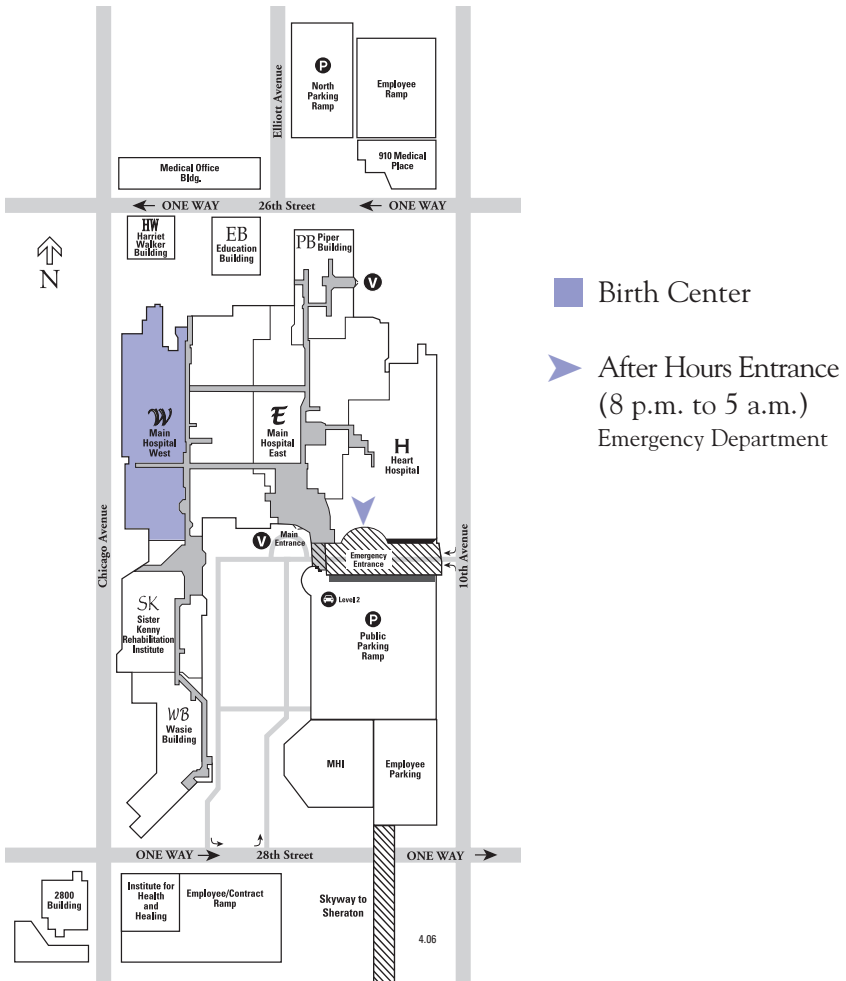 Elliott Avenue
P
North
Parking
Ramp
Employee
Ramp
910 Medical
Place
Medical Office
Bldg.
ONE WAY
26th Street
ONE WAY
N
HW
Harriet
Walker
Building
EB
Education
Building
PB Piper
Building
V
Birth Center
After Hours Entrance
(8 p.m. to 5 a.m.)
Emergency Department
W
Main
Hospital
West
E
Main
Hospital
East
H
Heart
Hospital
Chicago Avenue
10th Avenue
V
Main
Entrance
Emergency
Entrance
SK
Sister
Kenny
Rehabilitation
Institute
Level 2
P
Public
Parking
Ramp
WB
Wasie
Building
MHI
Employee
Parking
ONE WAY
28th Street
ONE WAY
2800
Building
Institute for
Health
and
Healing
Employee/Contract
Ramp
Skyway to
Sheraton
4.06